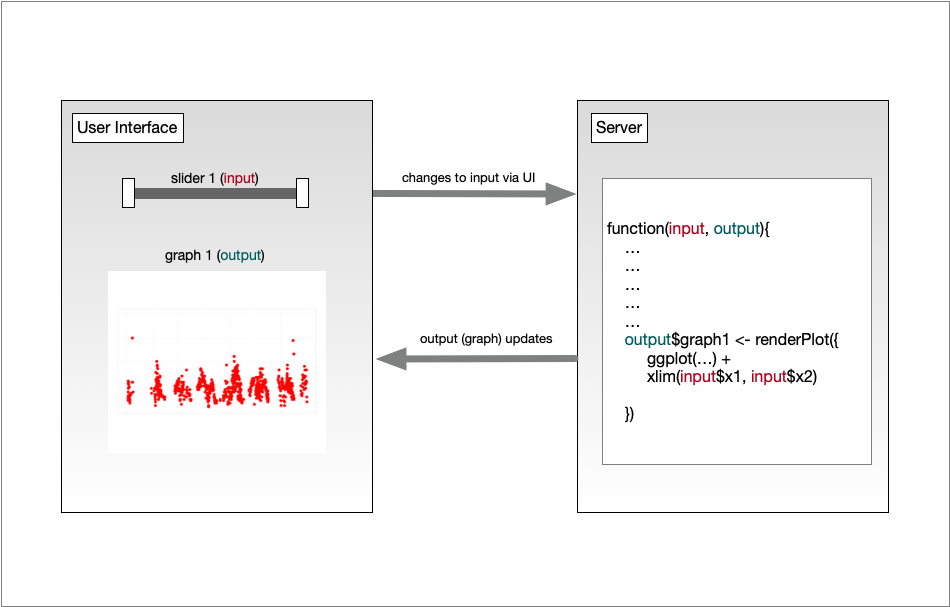 User Interface
slider 1 (input)
graph 1 (output)
changes to input via UI
output (graph) updates
Server
function(input, output){
...
...
...
...
...
output$graph1 <- renderPlot({
ggplot(...) +
xlim(input$x1, input$x2)
})